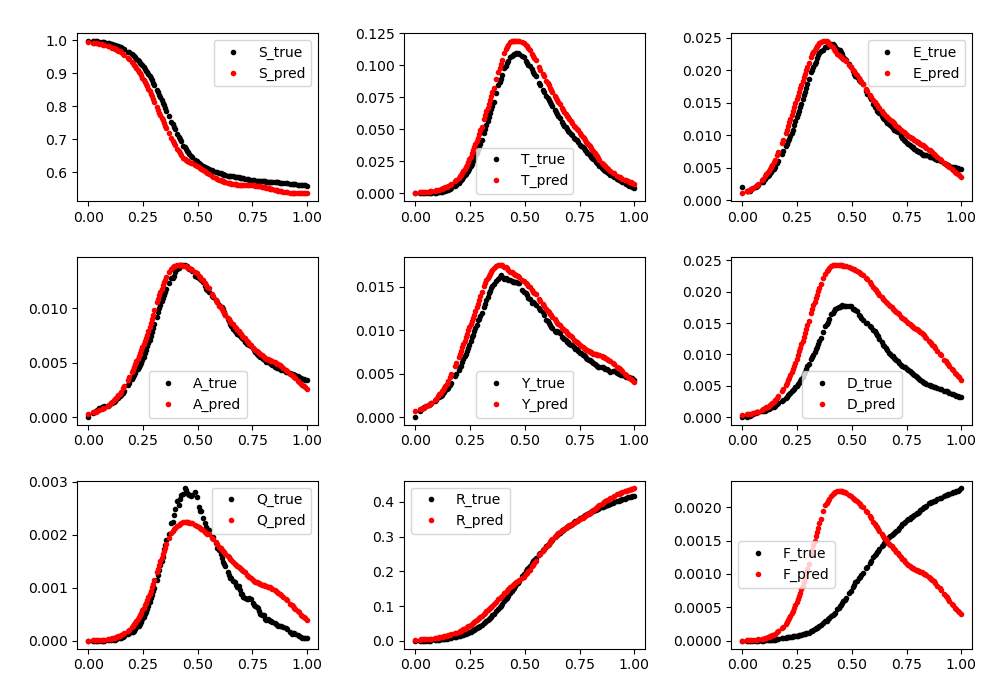 1.0
0.9
0.8
0.7
0.6
0.00 0.25 0.50 0.75 1.00
S_true
S_pred
0.125
0.100
0.075
0.050
0.025
0.000
0.00 0.25 0.50 0.75 1.00
T_true
T_pred
0.025
0.020
0.015
0.010
0.005
0.000
0.00 0.25 0.50 0.75 1.00
E_true
E_pred
0.010
0.005
0.000
0.00 0.25 0.50 0.75 1.00
A_true
A_pred
0.015
0.010
0.005
0.000
0.00 0.25 0.50 0.75 1.00
Y_true
Y_pred
0.025
0.020
0.015
0.010
0.005
0.000
0.00 0.25 0.50 0.75 1.00
D_true
D_pred
0.003
0.002
0.001
0.000
0.00 0.25 0.50 0.75 1.00
Q_true
Q_pred
0.4
0.3
0.2
0.1
0.0
0.00 0.25 0.50 0.75 1.00
R_true
R_pred
0.0020
0.0015
0.0010
0.0005
0.0000
0.00 0.25 0.50 0.75 1.00
F_true
F_pred